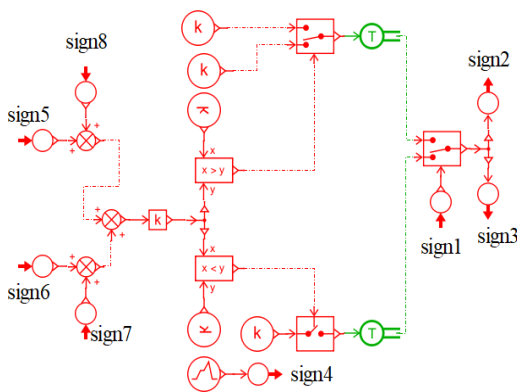 k
T
sign8
sign2
k
sign5
+
+
k
x
x > y
y
+
k
+
sign1
sign3
x
x < y
y
+
sign6
+
sign7
k
k
T
sign4